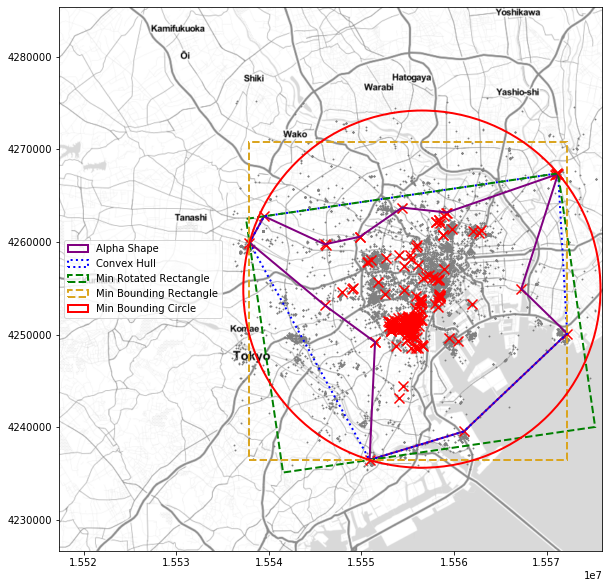 Yoshikawa
Kamifukuoka
4280000
Ōi
Shiki
Hatogaya
Warabi
Yashio-shi
4270000
Wako
Tanashi
4260000
Alpha Shape
Convex Hull
Min Rotated Rectangle
Min Bounding Rectangle
Min Bounding Circle
4250000
Komae
Tokyo
4240000
4230000
1.552 1.553 1.554 1.555 1.556 1.557
1e7